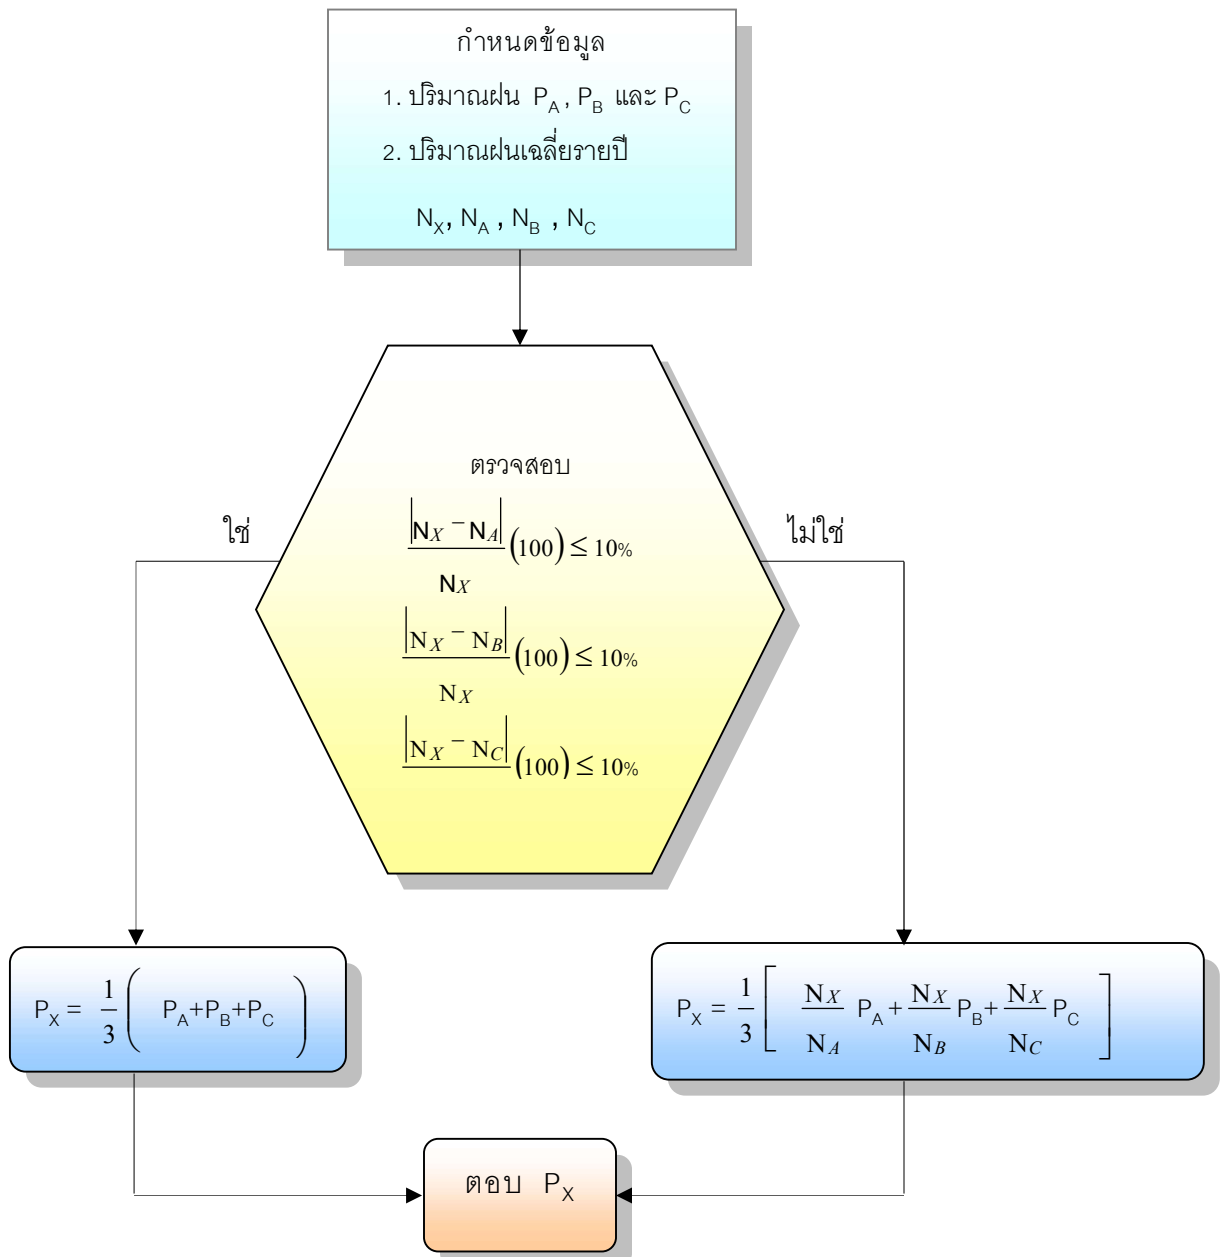 กำหนดข้อมูล
1. ปริมาณฝน P_A, P_B และ P_C
2. ปริมาณฝนเฉลี่ยรายปี
N_X, N_A , N_B , N_C
ตรวจสอบ
|N_X − N_A| / N_X (100) ≤ 10%
|N_X − N_B| / N_X (100) ≤ 10%
|N_X − N_C| (100) ≤ 10%
ใช่
ไม่ใช่
P_X = 1/3 ( P_A+P_B+P_C )
P_X = 1/3 [ N_X/N_A P_A + N_X/N_B P_B + N_X/N_C P_C ]
ตอบ P_X